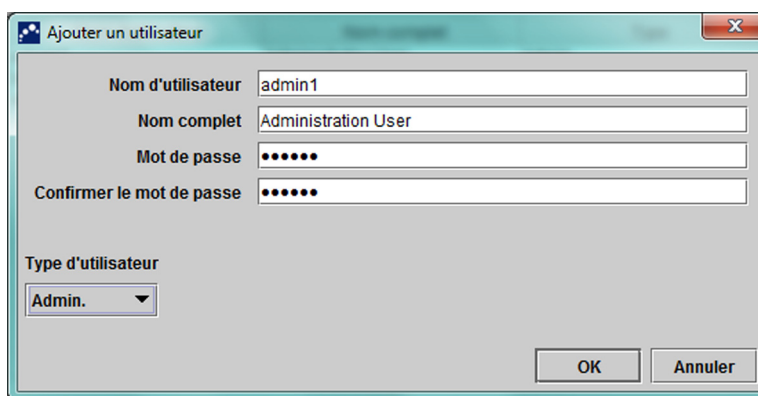 Ajouter un utilisateur
Nom d'utilisateur admin1
Nom complet Administration User
Mot de passe ••••••
Confirmer le mot de passe ••••••
Type d'utilisateur
Admin.
OK Annuler